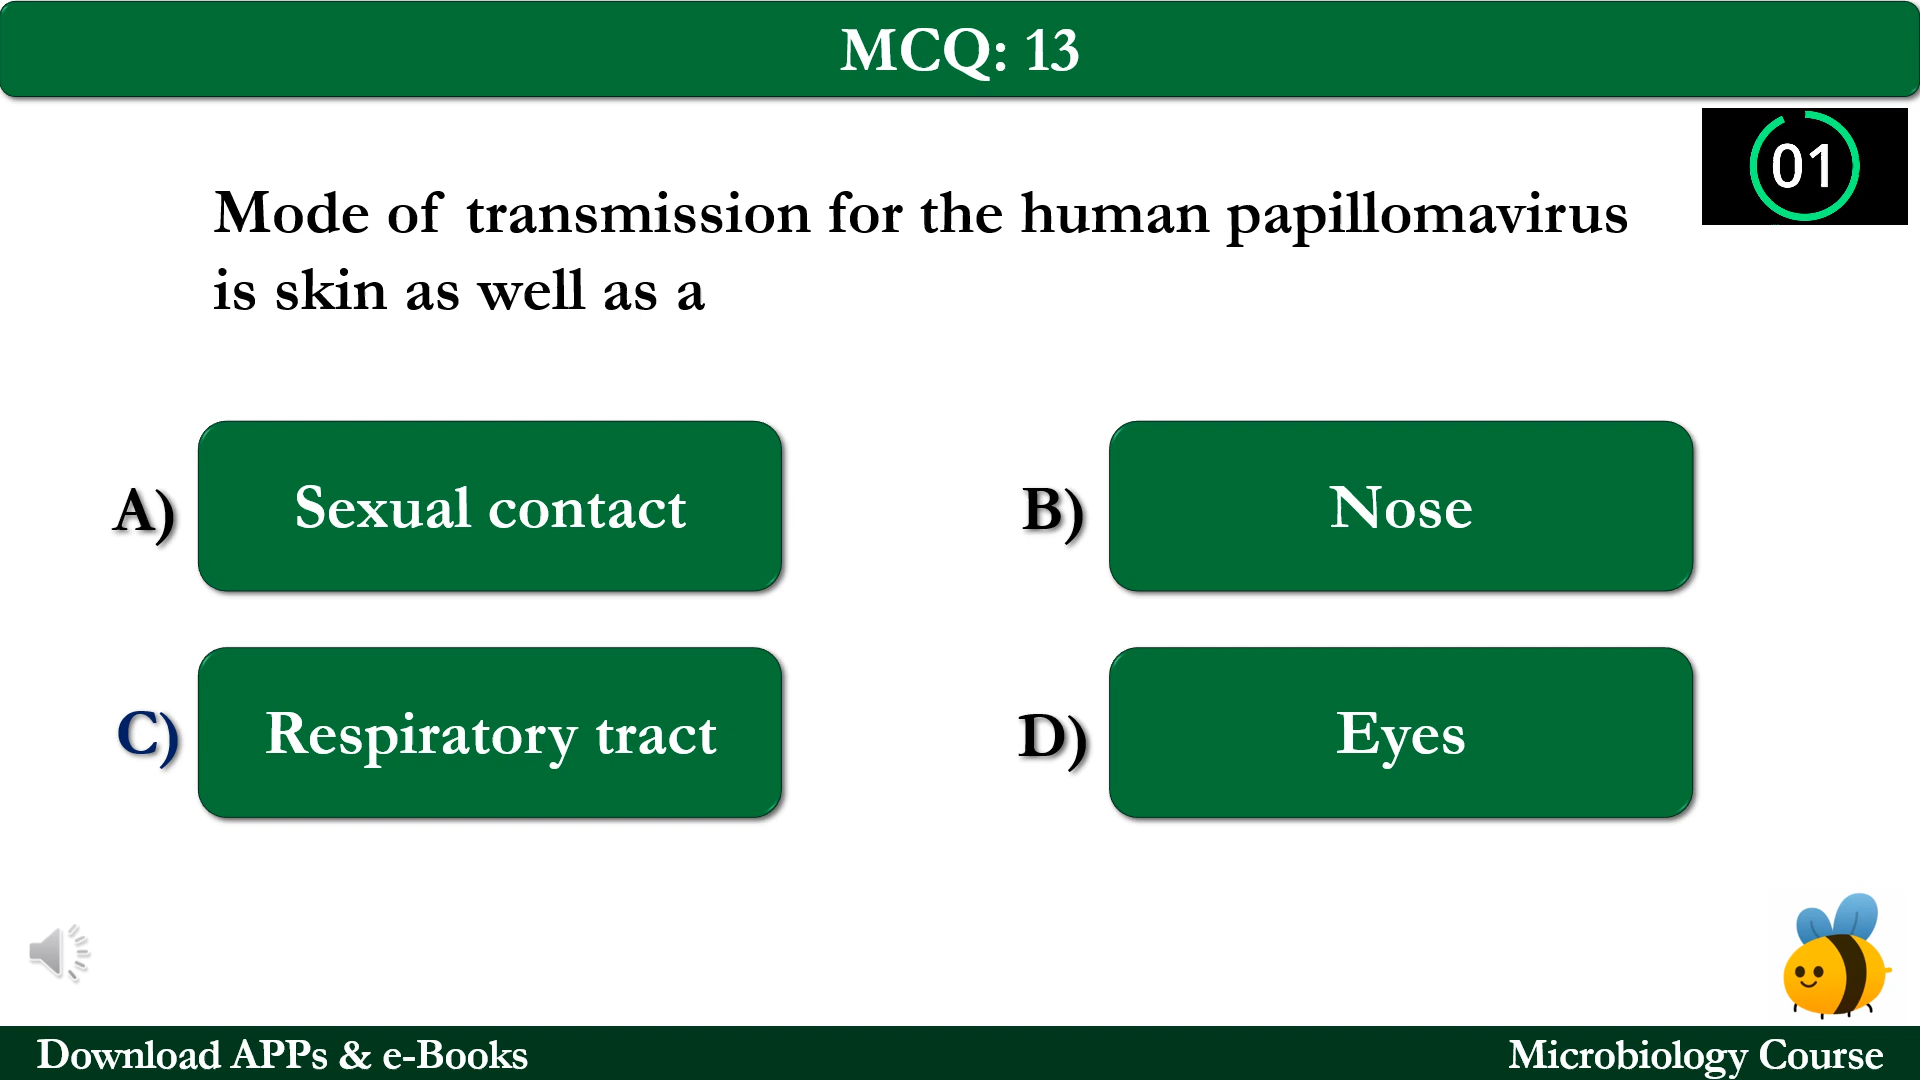 MCQ: 13
01
Mode of transmission for the human papillomavirus
is skin as well as a
A) Sexual contact
B) Nose
C) Respiratory tract
D) Eyes
Download APPs & e-Books
Microbiology Course